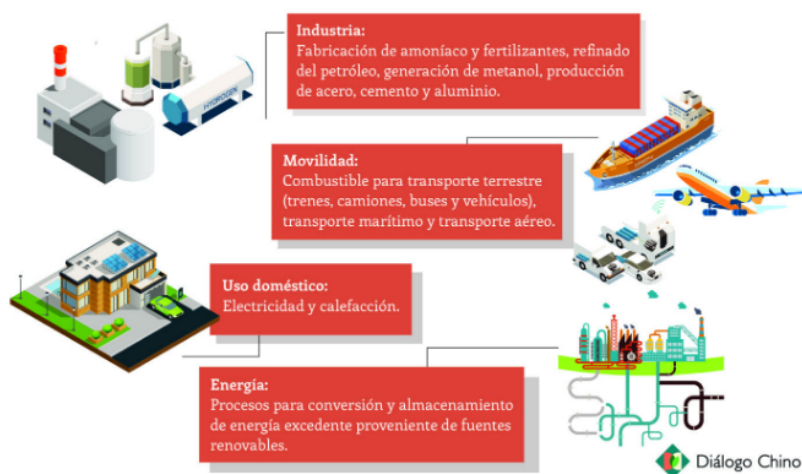 Industria:
Fabricación de amoníaco y fertilizantes, refinado
del petróleo, generación de metanol, producción
de acero, cemento y aluminio.
HYDROGEN
Movilidad:
Combustible para transporte terrestre
(trenes, camiones, buses y vehículos),
transporte marítimo y transporte aéreo.
Uso doméstico:
Electricidad y calefacción.
Energía:
Procesos para conversión y almacenamiento
de energía excedente proveniente de fuentes
renovables.
Diálogo Chino